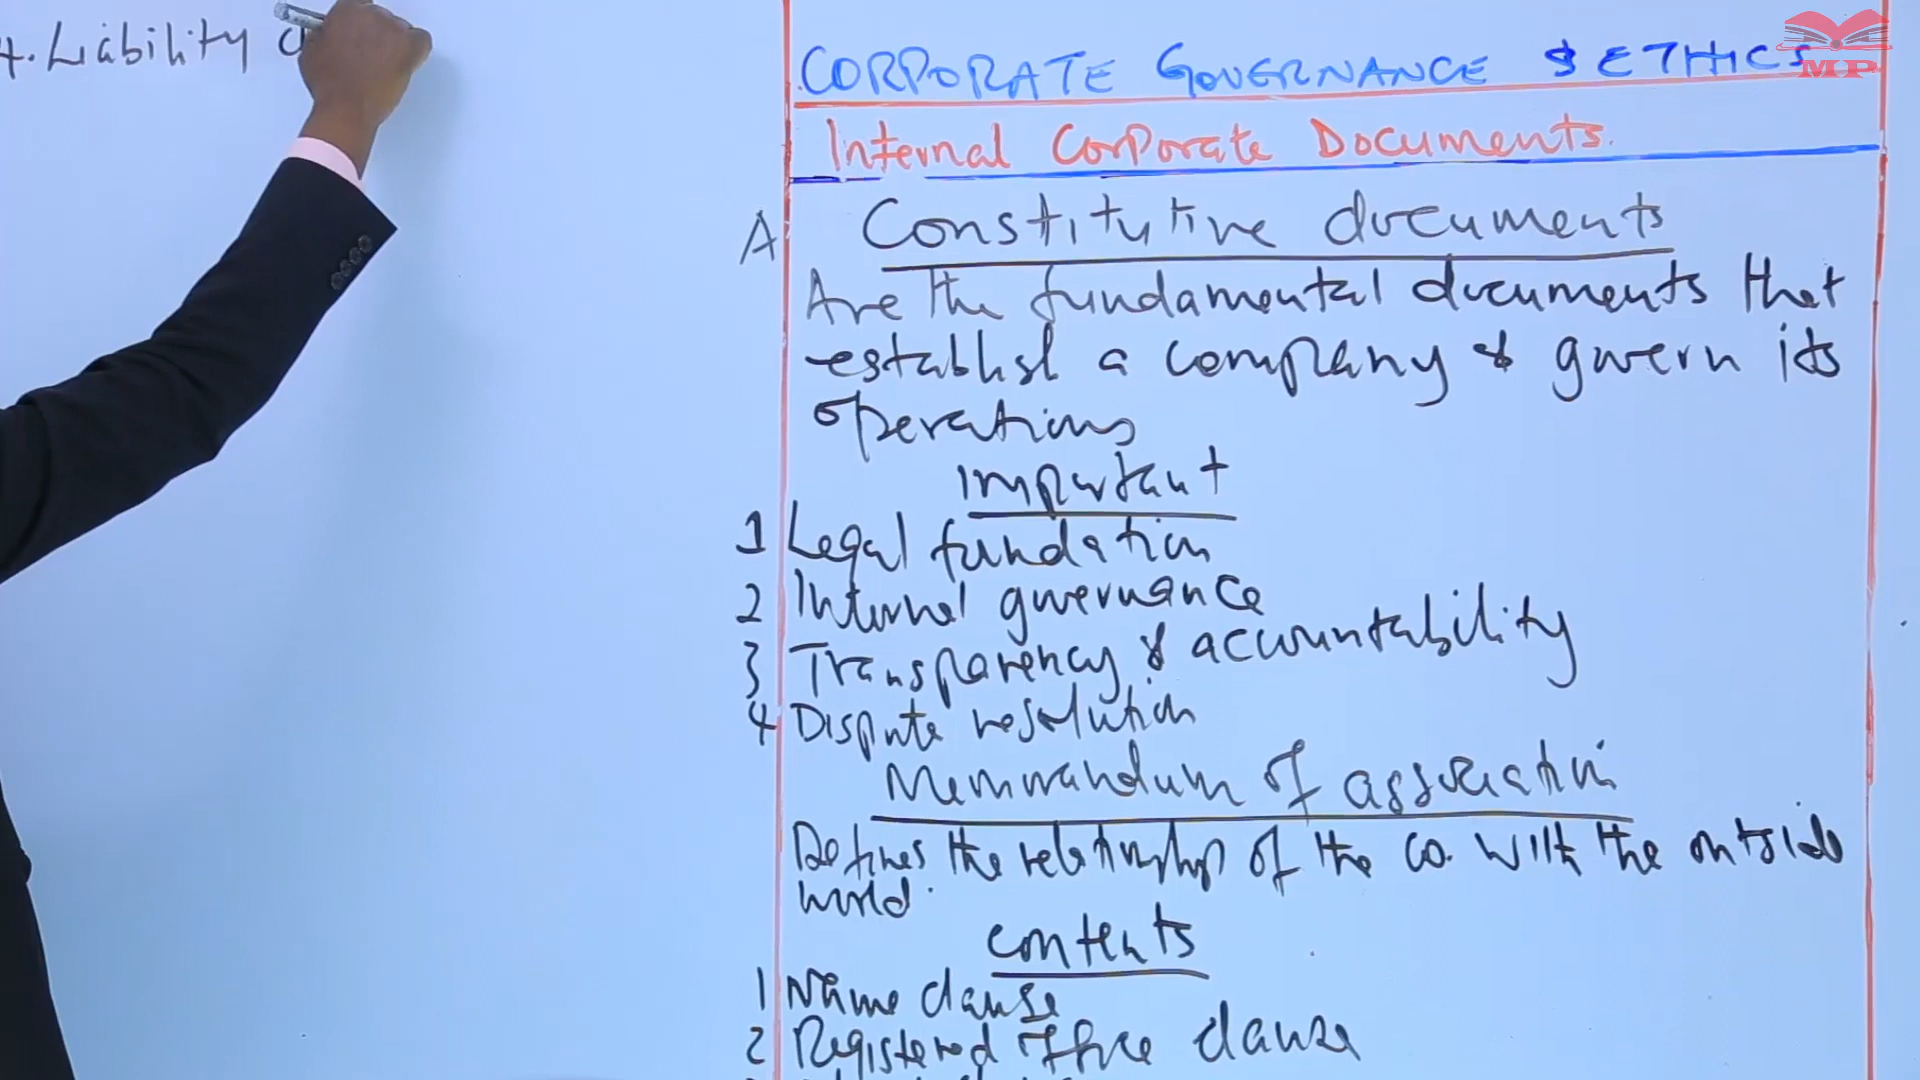 CORPORATE GOVERNANCE & ETHICS
MP
Internal Corporate Documents.
A Constitutive documents
Are the fundamental documents that
establish a company & govern its
operations
Important
1 Legal fundation
2 Internal governance
3 Transparency & accountability
4 Dispute resolution
Memorandum of association
Defines the relationship of the co. with the outside
world.
contents
1 Name clause
2 Registered office clause
4. Liability c